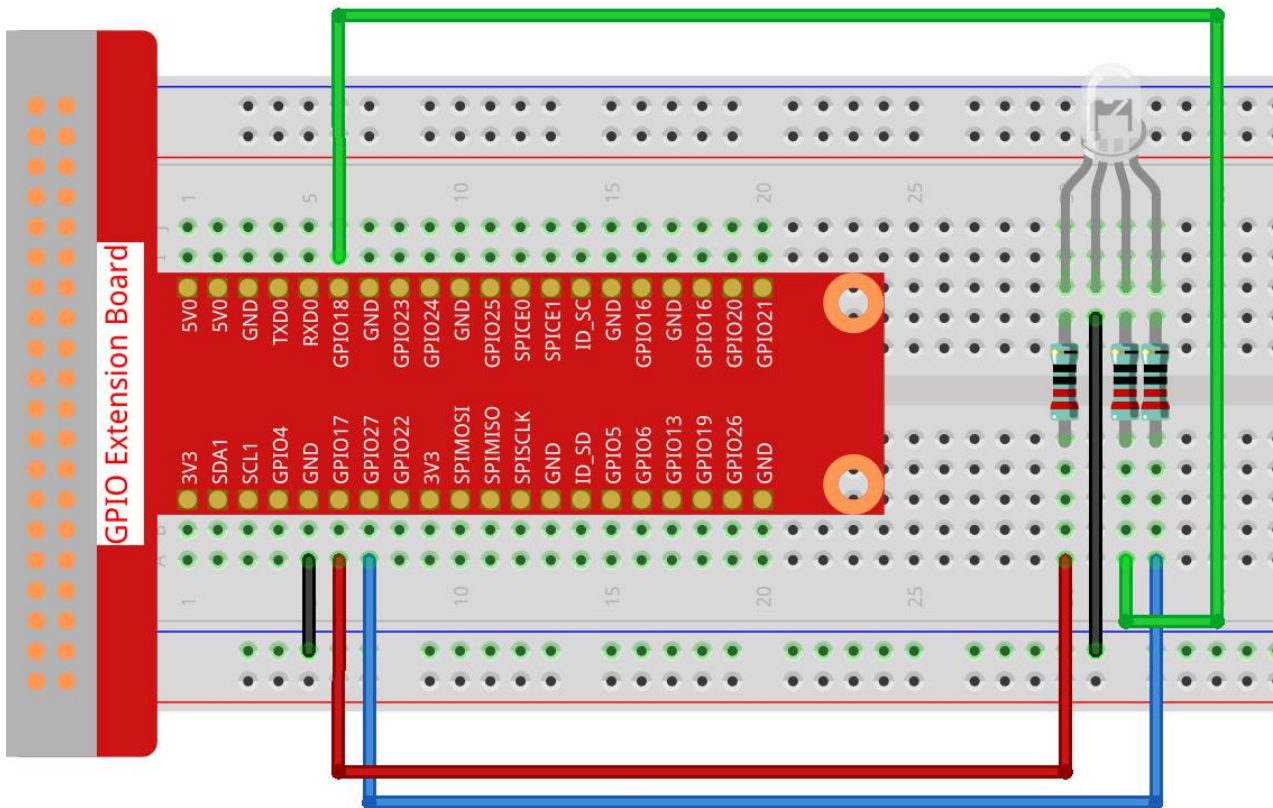 GPIO Extension Board
1
5
10
15
20
25
J
5V0
5V0
GND
TXD0
RXD0
GPIO18
GND
GPIO23
GPIO24
GND
GPIO25
SPICE0
SPICE1
ID_SC
GND
GPIO16
GND
GPIO16
GPIO20
GPIO21
3V3
SDA1
SCL1
GPIO4
GND
GPIO17
GPIO27
GPIO22
3V3
SPIMOSI
SPIMISO
SPISCLK
GND
ID_SD
GPIO5
GPIO6
GPIO13
GPIO19
GPIO26
GND
B
A
1
10
15
20
25